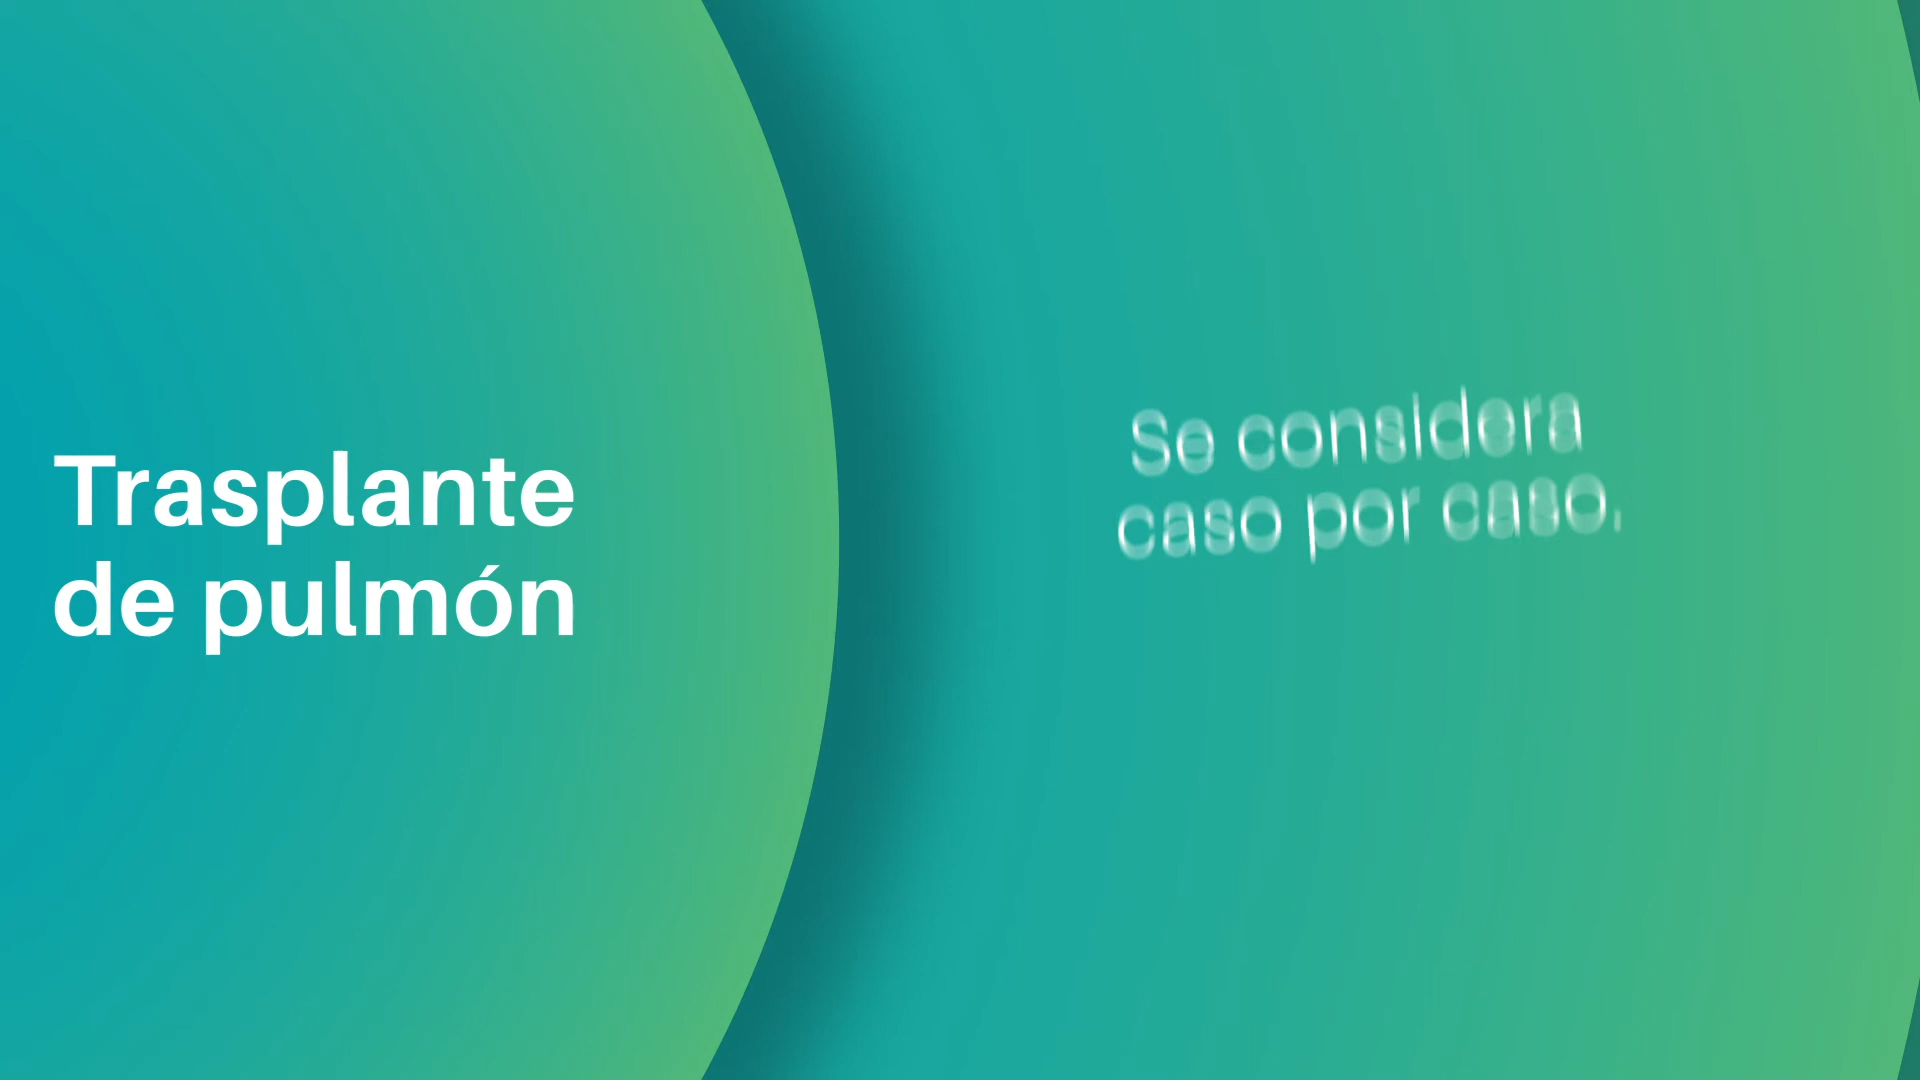 Trasplante
de pulmón
Se considera
caso por caso.